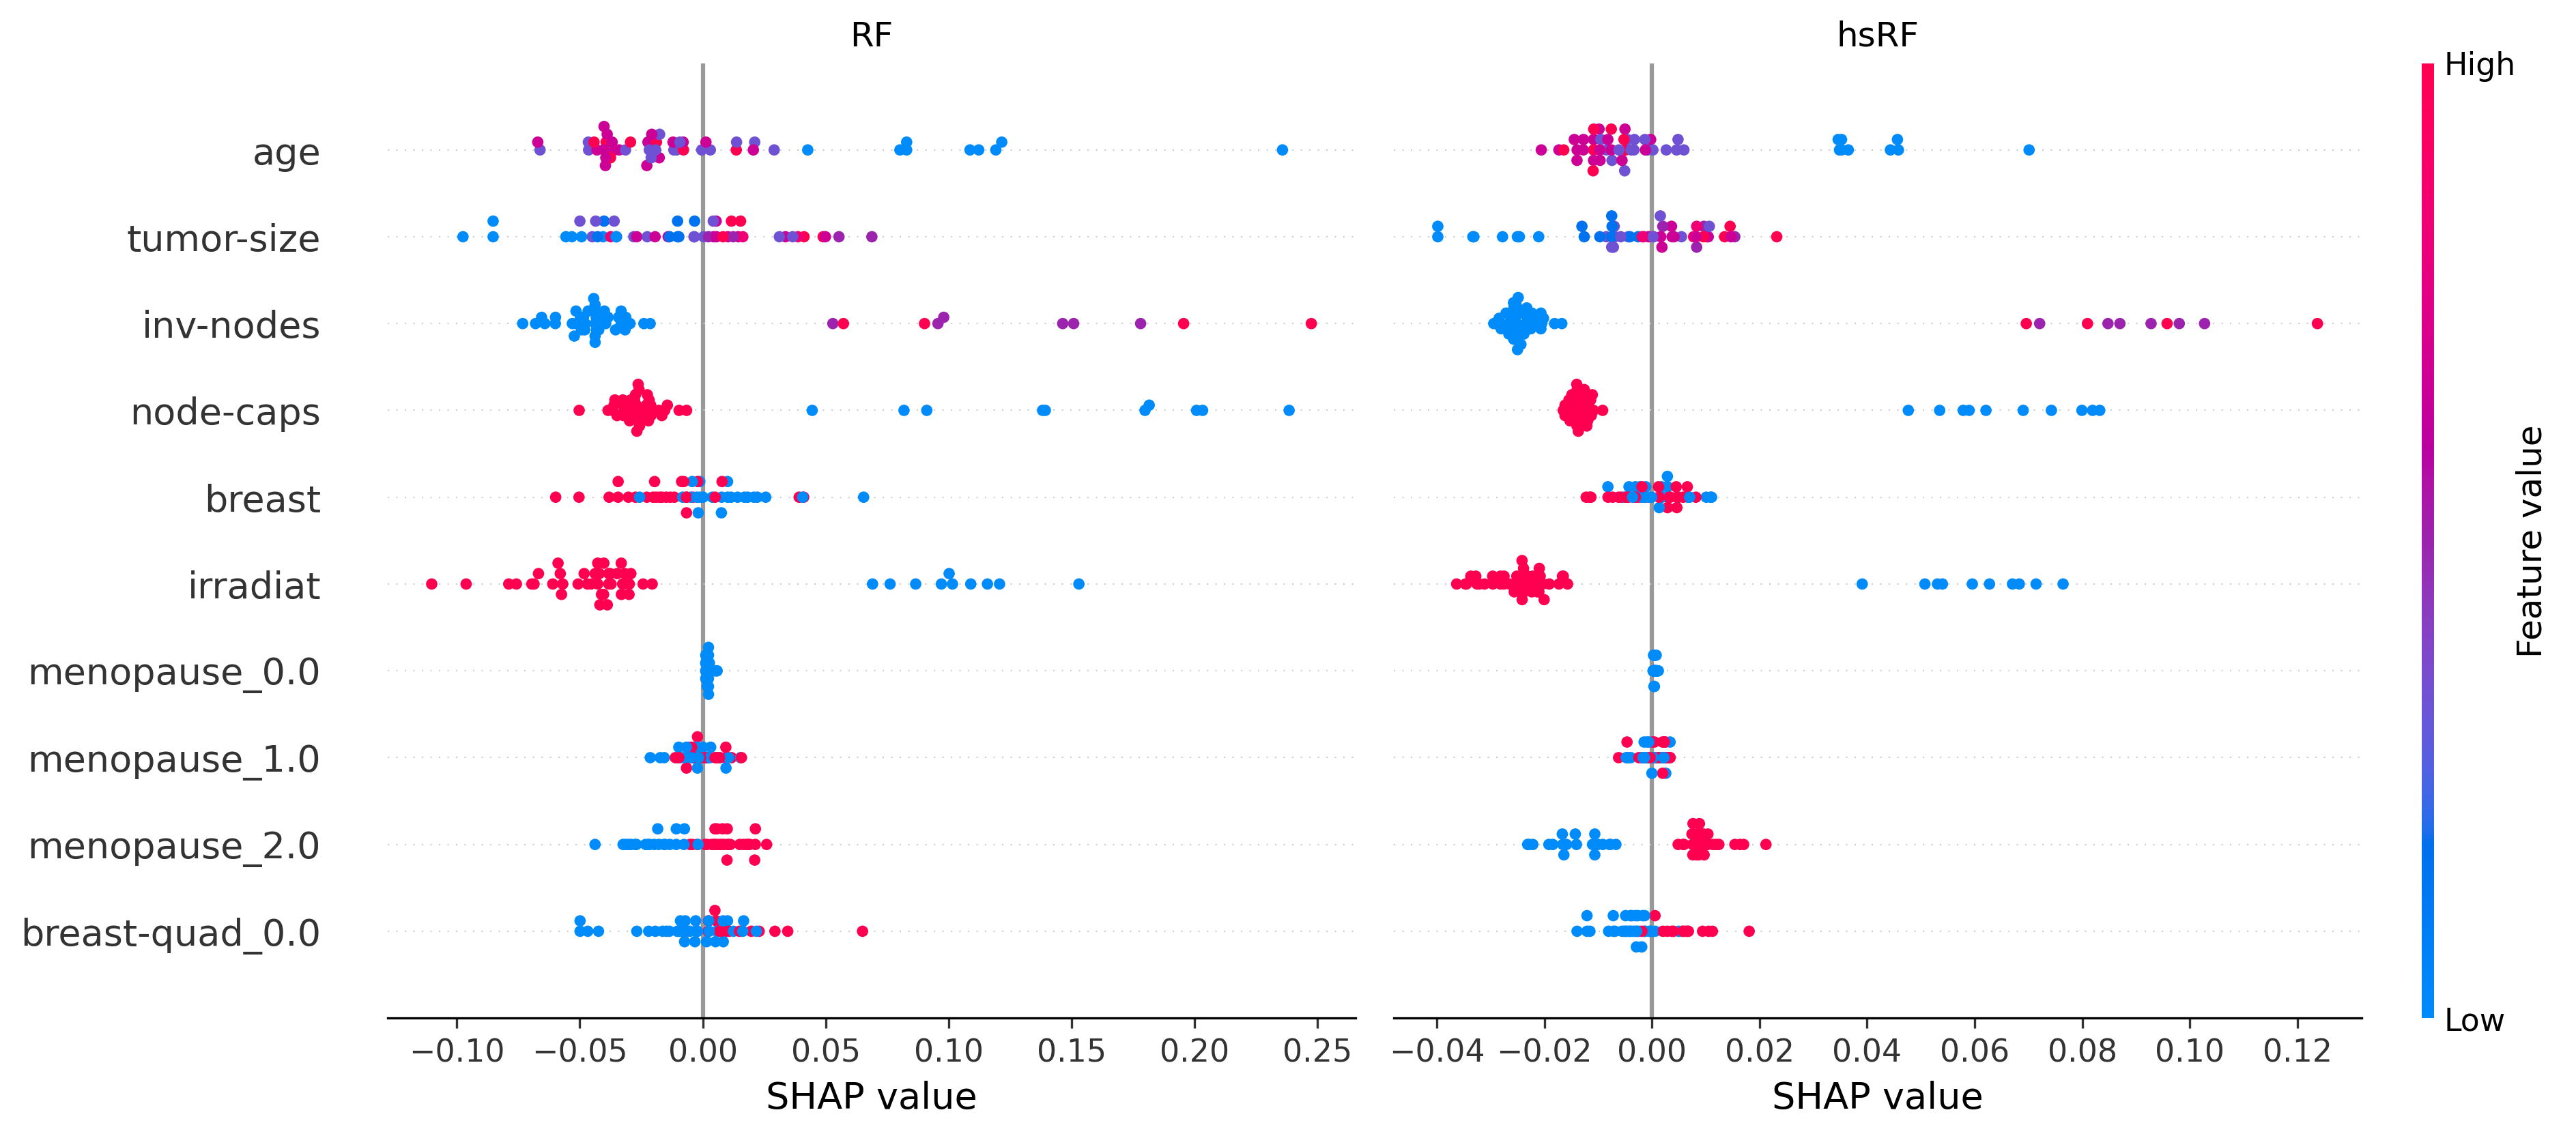 RF
hsRF
High
age
tumor-size
inv-nodes
node-caps
breast
irradiat
menopause_0.0
menopause_1.0
menopause_2.0
breast-quad_0.0
Feature value
Low
−0.10 −0.05 0.00 0.05 0.10 0.15 0.20 0.25
−0.04 −0.02 0.00 0.02 0.04 0.06 0.08 0.10 0.12
SHAP value
SHAP value